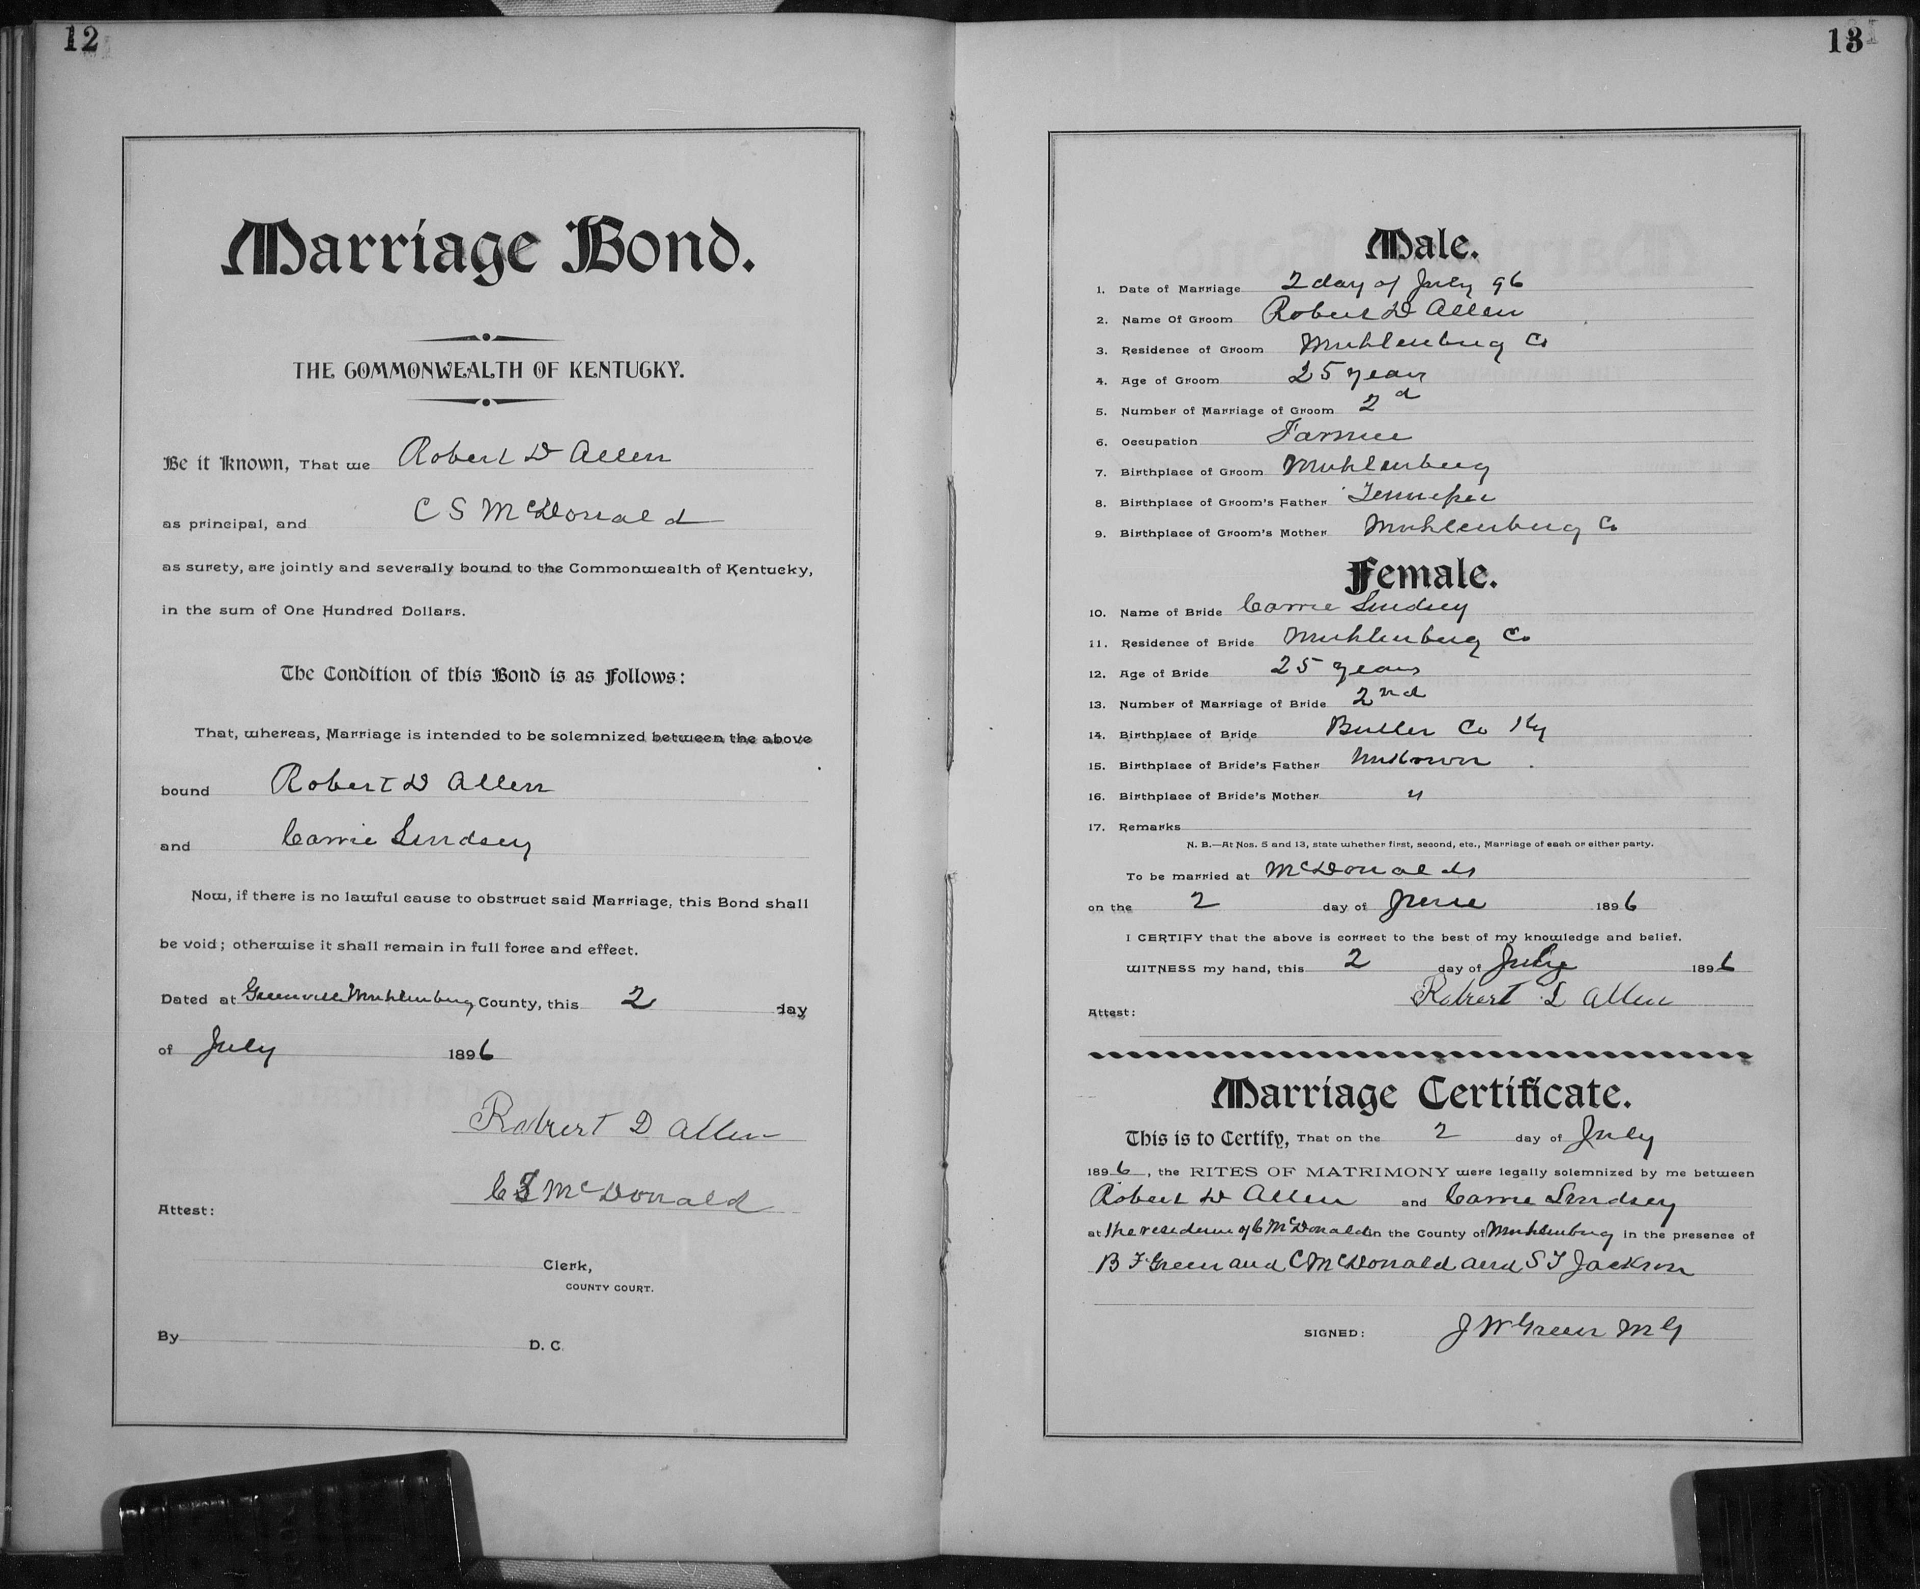 12
Marriage Bond.
THE COMMONWEALTH OF KENTUCKY.
Be it Known, That we Robert D Allen
as principal, and C S McDonald
as surety, are jointly and severally bound to the Commonwealth of Kentucky,
in the sum of One Hundred Dollars.
The Condition of this Bond is as Follows:
That, whereas, Marriage is intended to be solemnized between the above
bound Robert D Allen
and Carrie Lindsey
Now, if there is no lawful cause to obstruct said Marriage, this Bond shall
be void; otherwise it shall remain in full force and effect.
Dated at Greenville Muhlenburg County, this 2 day
of July 1896
Robert D Allen
C S McDonald
Attest:
Clerk,
COUNTY COURT.
By D. C.
13
Male.
1. Date of Marriage 2 day of July 96
2. Name Of Groom Robert D Allen
3. Residence of Groom Muhlenburg Co
4. Age of Groom 25 years
5. Number of Marriage of Groom 2d
6. Occupation Farmer
7. Birthplace of Groom Muhlenburg
8. Birthplace of Groom's Father Tennessee
9. Birthplace of Groom's Mother Muhlenburg Co
Female.
10. Name of Bride Carrie Lindsey
11. Residence of Bride Muhlenburg Co
12. Age of Bride 25 years
13. Number of Marriage of Bride 2nd
14. Birthplace of Bride Butler Co Ky
15. Birthplace of Bride's Father Unknown
16. Birthplace of Bride's Mother "
17. Remarks
N. B.—At Nos. 5 and 13, state whether first, second, etc., Marriage of each or either party.
To be married at McDonalds
on the 2 day of June 1896
I CERTIFY that the above is correct to the best of my knowledge and belief.
WITNESS my hand, this 2 day of July 1896
Robert D Allen
Attest:
Marriage Certificate.
This is to Certify, That on the 2 day of July
1896, the RITES OF MATRIMONY were legally solemnized by me between
Robert D Allen and Carrie Lindsey
at the residence of C McDonald in the County of Muhlenburg in the presence of
B F Green and C McDonald and S T Jackson
SIGNED: J W Green M G